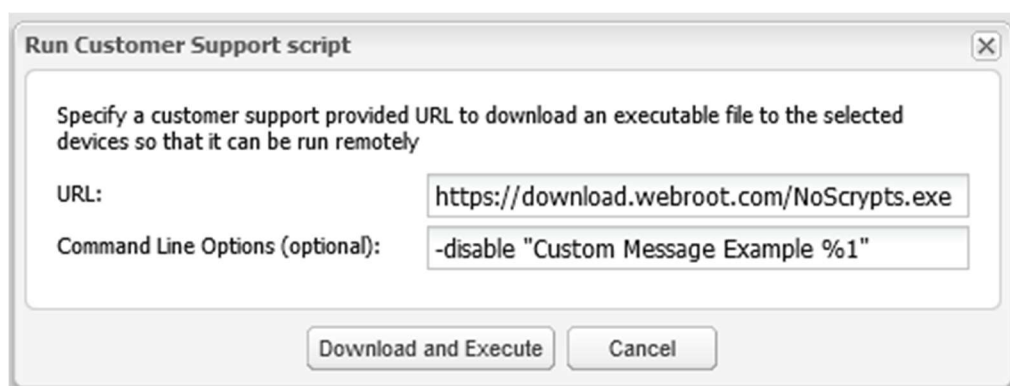 Run Customer Support script
Specify a customer support provided URL to download an executable file to the selected
devices so that it can be run remotely
URL:
https://download.webroot.com/NoScrypts.exe
Command Line Options (optional):
-disable "Custom Message Example %1"
Download and Execute
Cancel